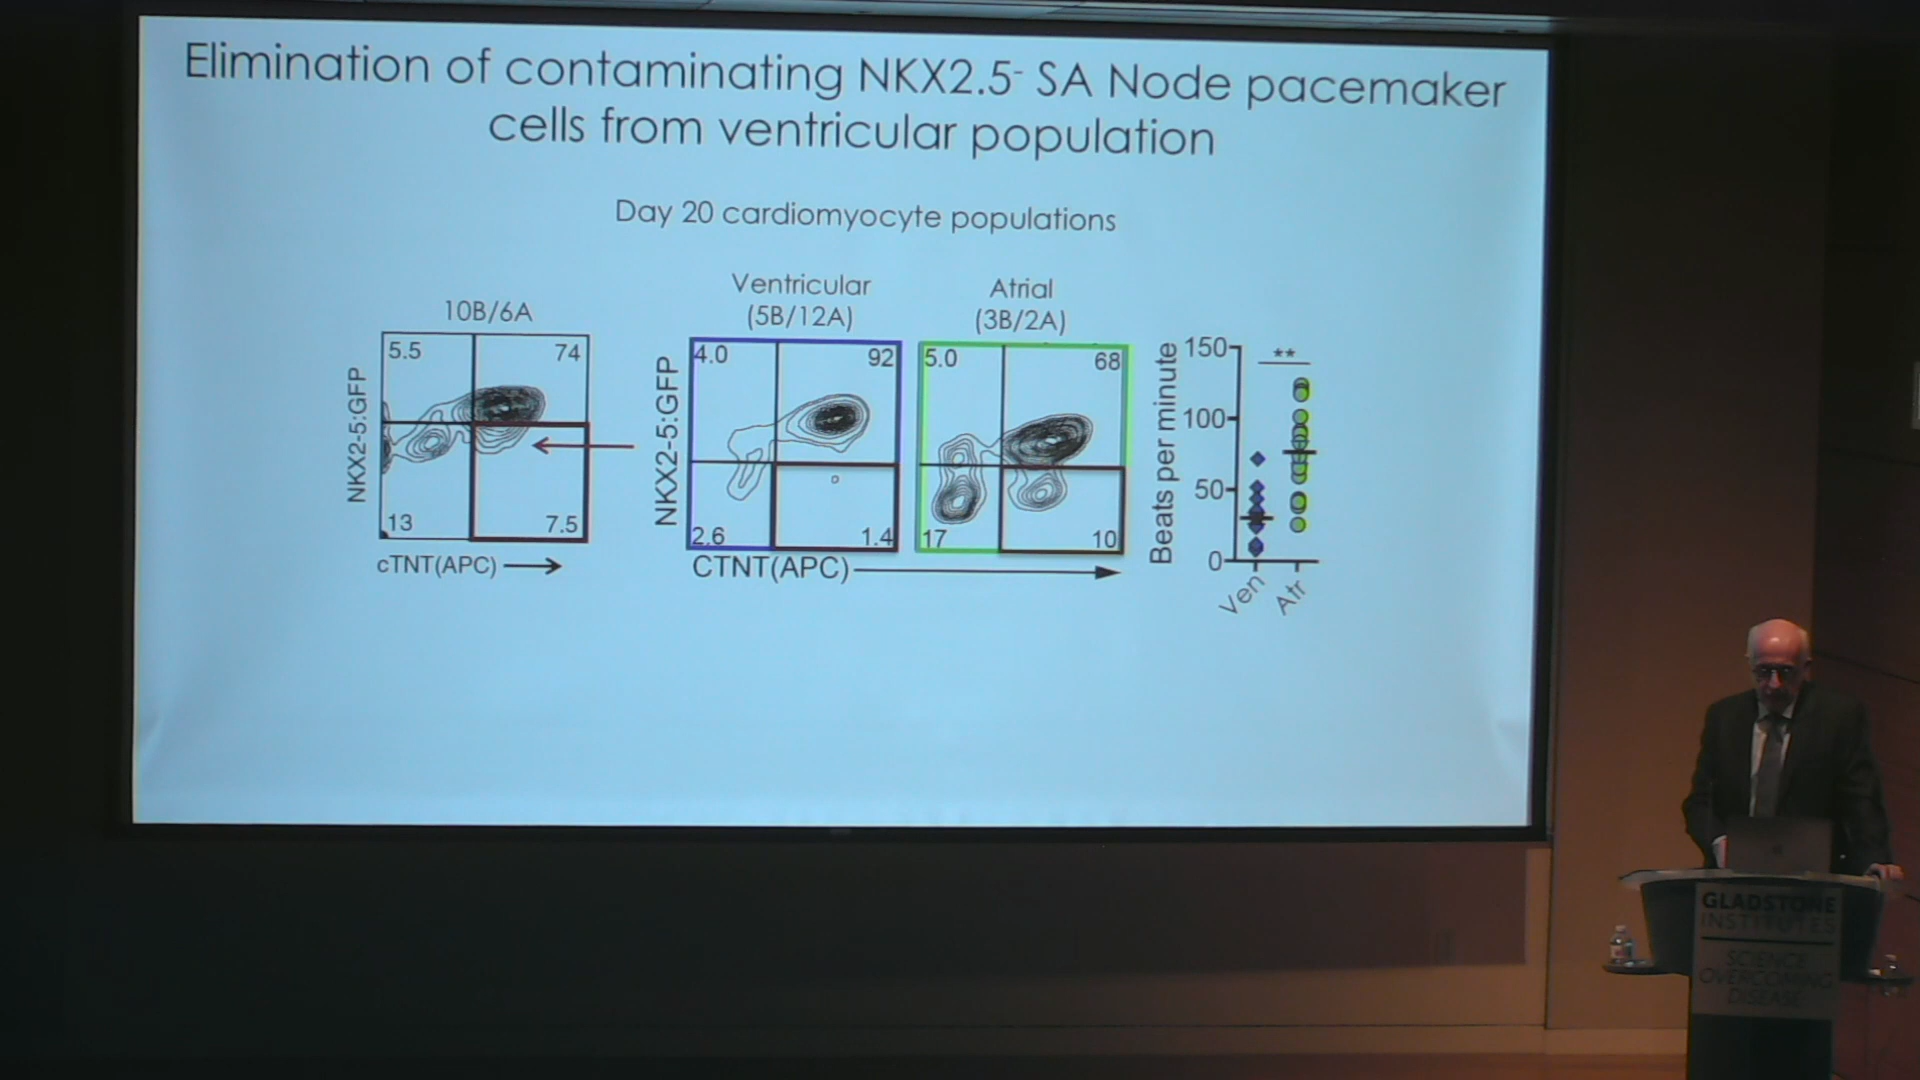 Elimination of contaminating NKX2.5- SA Node pacemaker
cells from ventricular population
Day 20 cardiomyocyte populations
10B/6A
5.5
74
13
7.5
NKX2-5:GFP
cTNT(APC)
Ventricular
(5B/12A)
4.0
92
2.6
1.4
NKX2-5:GFP
Atrial
(3B/2A)
5.0
68
17
10
CTNT(APC)
Beats per minute
150
100
50
0
**
Ven
Atr
GLADSTONE
INSTITUTES
SCIENCE
OVERCOMING
DISEASE